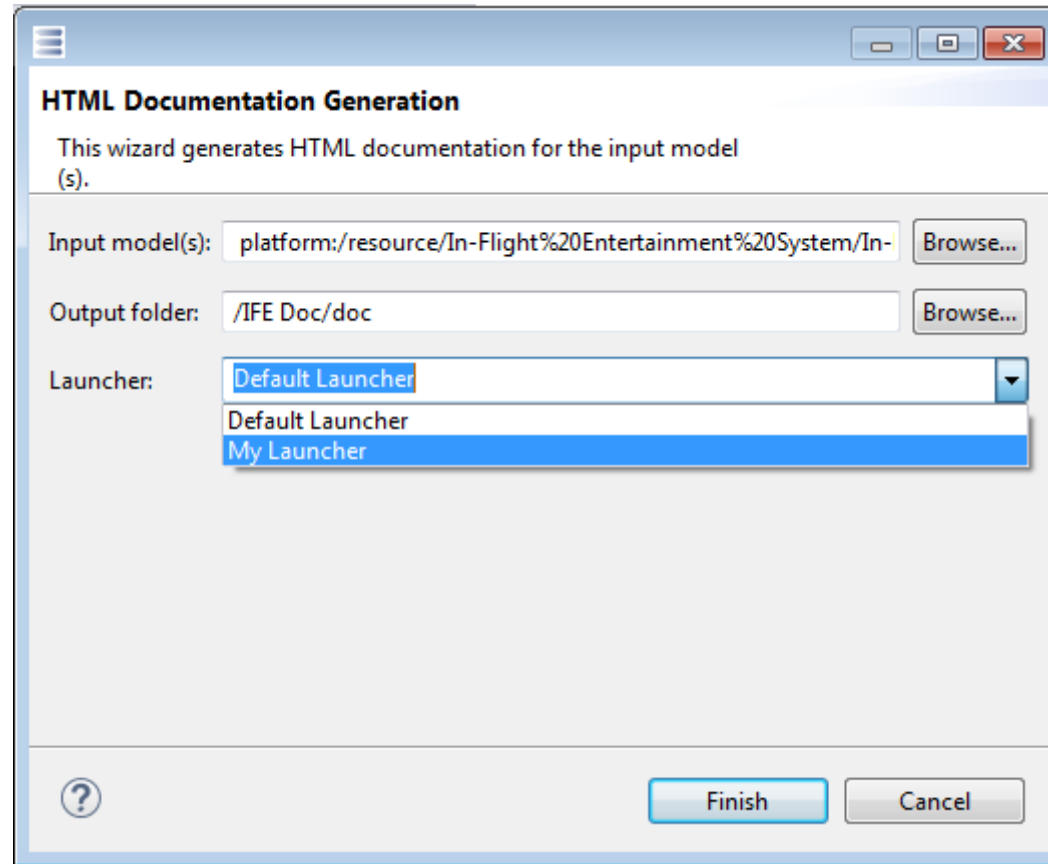 HTML Documentation Generation
This wizard generates HTML documentation for the input model
(s).
Input model(s): platform:/resource/In-Flight%20Entertainment%20System/In- Browse...
Output folder: /IFE Doc/doc Browse...
Launcher: Default Launcher
Default Launcher
My Launcher
? Finish Cancel